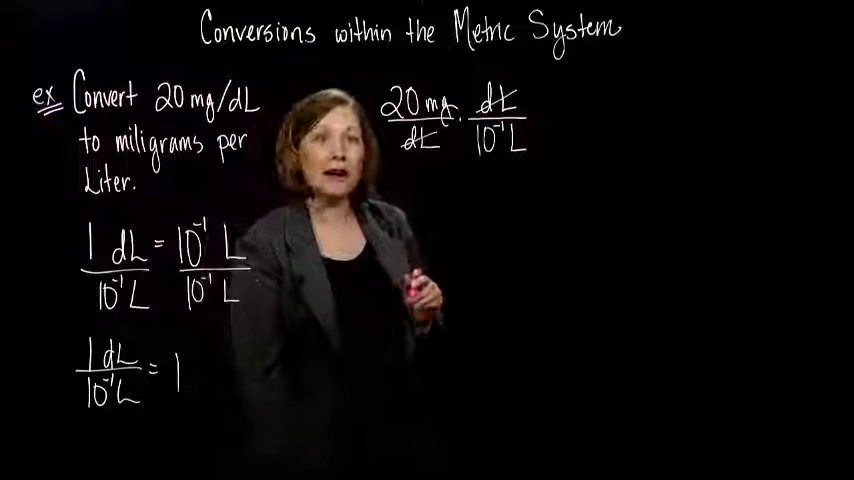 Conversions within the Metric System
ex Convert 20 mg/dL
to miligrams per
Liter.
1 dL = 10⁻¹ L
10⁻¹ L 10⁻¹ L
1 dL = 1
10⁻¹ L
20 mg . dL
dL 10⁻¹ L